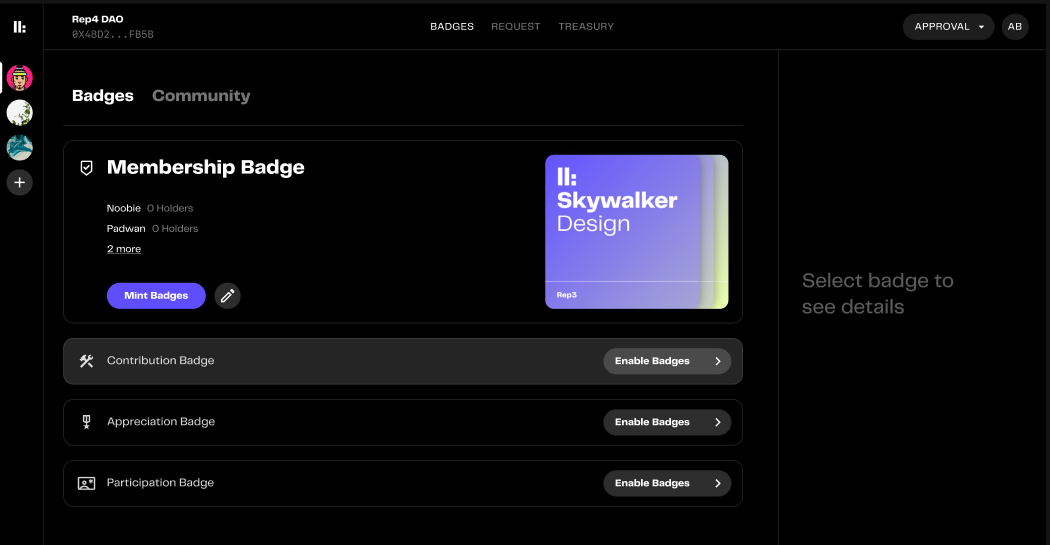 Rep4 DAO
0X48D2...FB5B
BADGES REQUEST TREASURY
APPROVAL
AB
Badges Community
Membership Badge
Noobie 0 Holders
Padwan 0 Holders
2 more
Mint Badges
Skywalker
Design
Rep3
Select badge to
see details
Contribution Badge Enable Badges
Appreciation Badge Enable Badges
Participation Badge Enable Badges